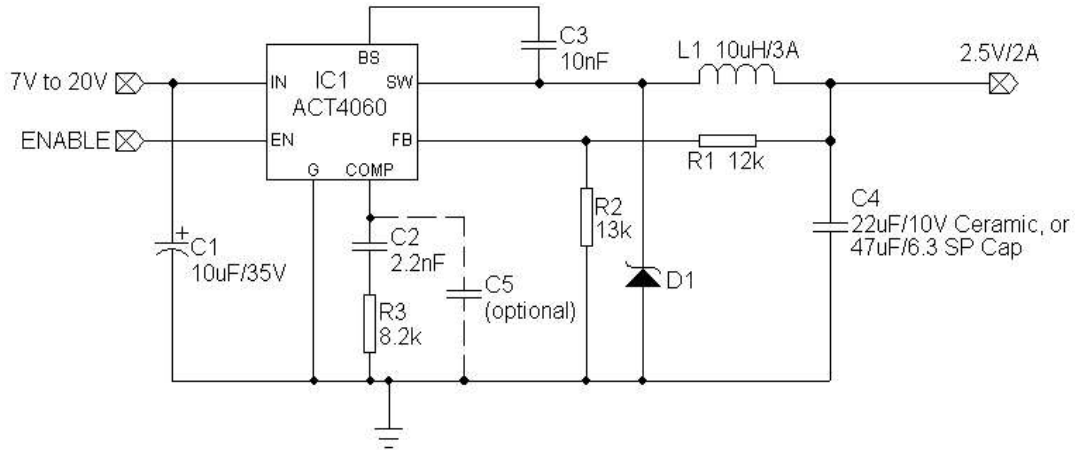 BS
C3
10nF
L1 10uH/3A
2.5V/2A
7V to 20V
IN
IC1
SW
ACT4060
ENABLE
EN
FB
R1 12k
G
COMP
C1
10uF/35V
+
C2
2.2nF
R3
8.2k
C5
(optional)
R2
13k
D1
C4
22uF/10V Ceramic, or
47uF/6.3 SP Cap